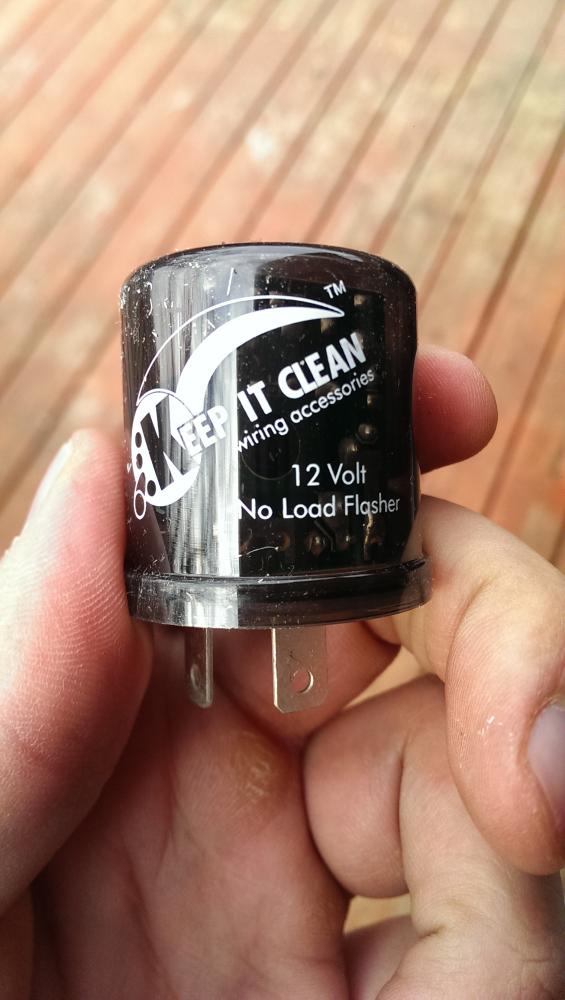 TM
KEEP IT CLEAN
wiring accessories
12 Volt
No Load Flasher